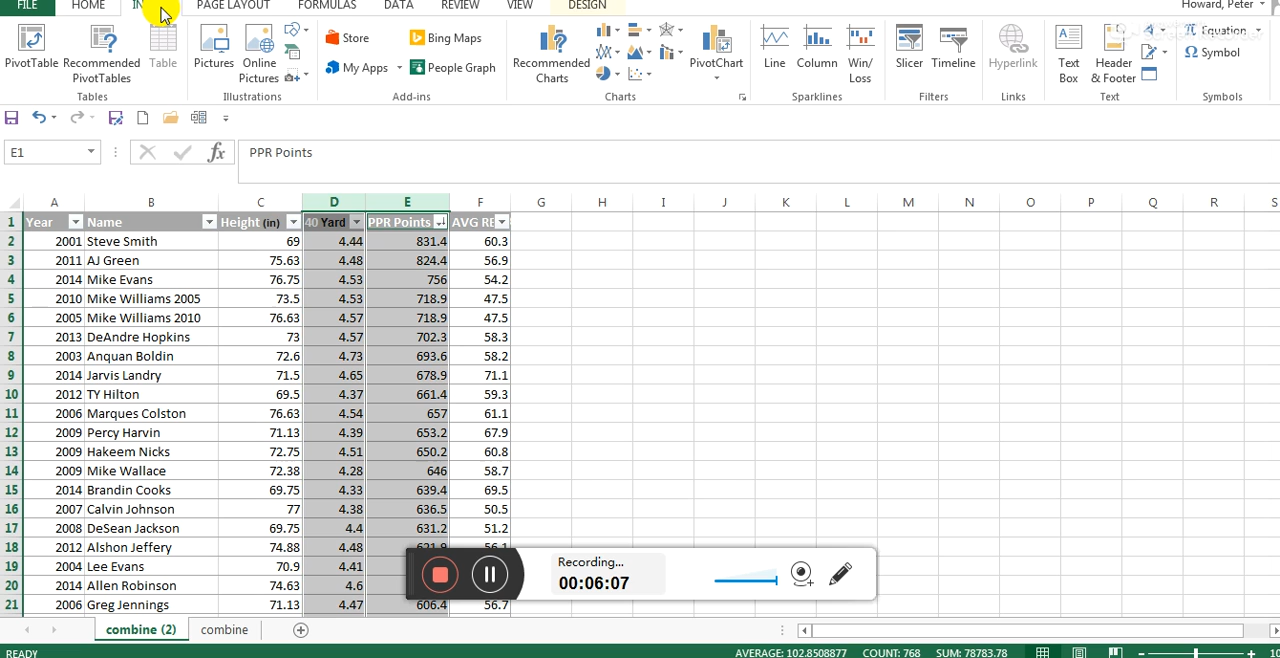 FILE HOME IN PAGE LAYOUT FORMULAS DATA REVIEW VIEW DESIGN Howard, Peter
PivotTable Recommended PivotTables Table Pictures Online Pictures Store My Apps Bing Maps People Graph Recommended Charts PivotChart Line Column Win/ Loss Slicer Timeline Hyperlink Text Box Header & Footer Equation Symbol
Tables Illustrations Add-ins Charts Sparklines Filters Links Text Symbols
E1 fx PPR Points
A B C D E F G H I J K L M N O P Q R S
1 Year Name Height (in) 40 Yard PPR Points AVG RE
2 2001 Steve Smith 69 4.44 831.4 60.3
3 2011 AJ Green 75.63 4.48 824.4 56.9
4 2014 Mike Evans 76.75 4.53 756 54.2
5 2010 Mike Williams 2005 73.5 4.53 718.9 47.5
6 2005 Mike Williams 2010 76.63 4.57 718.9 47.5
7 2013 DeAndre Hopkins 73 4.57 702.3 58.3
8 2003 Anquan Boldin 72.6 4.73 693.6 58.2
9 2014 Jarvis Landry 71.5 4.65 678.9 71.1
10 2012 TY Hilton 69.5 4.37 661.4 59.3
11 2006 Marques Colston 76.63 4.54 657 61.1
12 2009 Percy Harvin 71.13 4.39 653.2 67.9
13 2009 Hakeem Nicks 72.75 4.51 650.2 60.8
14 2009 Mike Wallace 72.38 4.28 646 58.7
15 2014 Brandin Cooks 69.75 4.33 639.4 69.5
16 2007 Calvin Johnson 77 4.38 636.5 50.5
17 2008 DeSean Jackson 69.75 4.4 631.2 51.2
18 2012 Alshon Jeffery 74.88 4.48 621.9 56.1
19 2004 Lee Evans 70.9 4.41
20 2014 Allen Robinson 74.63 4.6
21 2006 Greg Jennings 71.13 4.47 606.4 56.7
Recording...
00:06:07
combine (2) combine
READY AVERAGE: 102.8508877 COUNT: 768 SUM: 78783.78 10